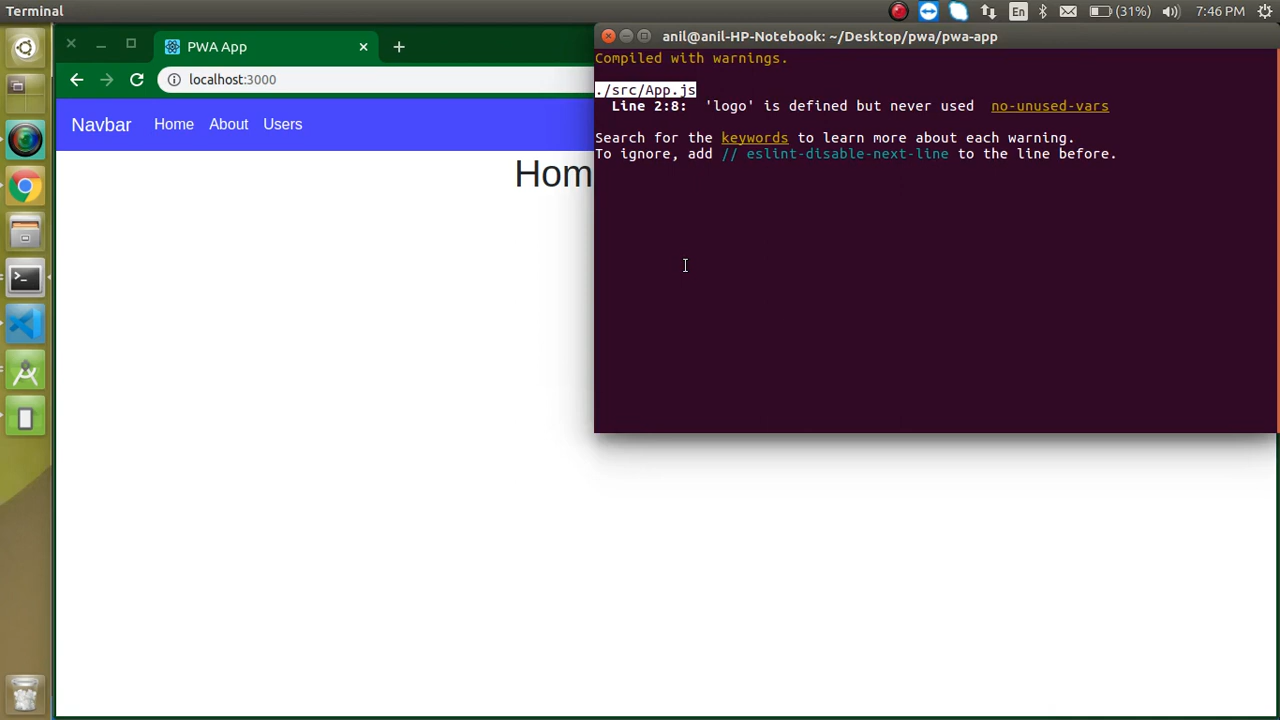 Terminal
En
(31%)
7:46 PM
PWA App
localhost:3000
Navbar Home About Users
Hom
anil@anil-HP-Notebook: ~/Desktop/pwa/pwa-app
Compiled with warnings.
./src/App.js
Line 2:8: 'logo' is defined but never used no-unused-vars
Search for the keywords to learn more about each warning.
To ignore, add // eslint-disable-next-line to the line before.